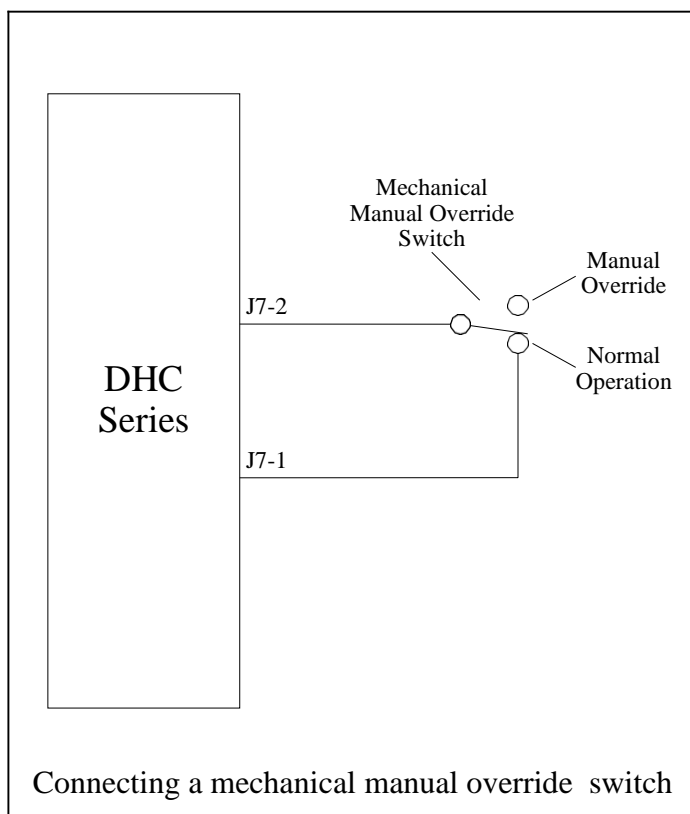 Mechanical
Manual Override
Switch
Manual
Override
J7-2
Normal
Operation
DHC
Series
J7-1
Connecting a mechanical manual override switch